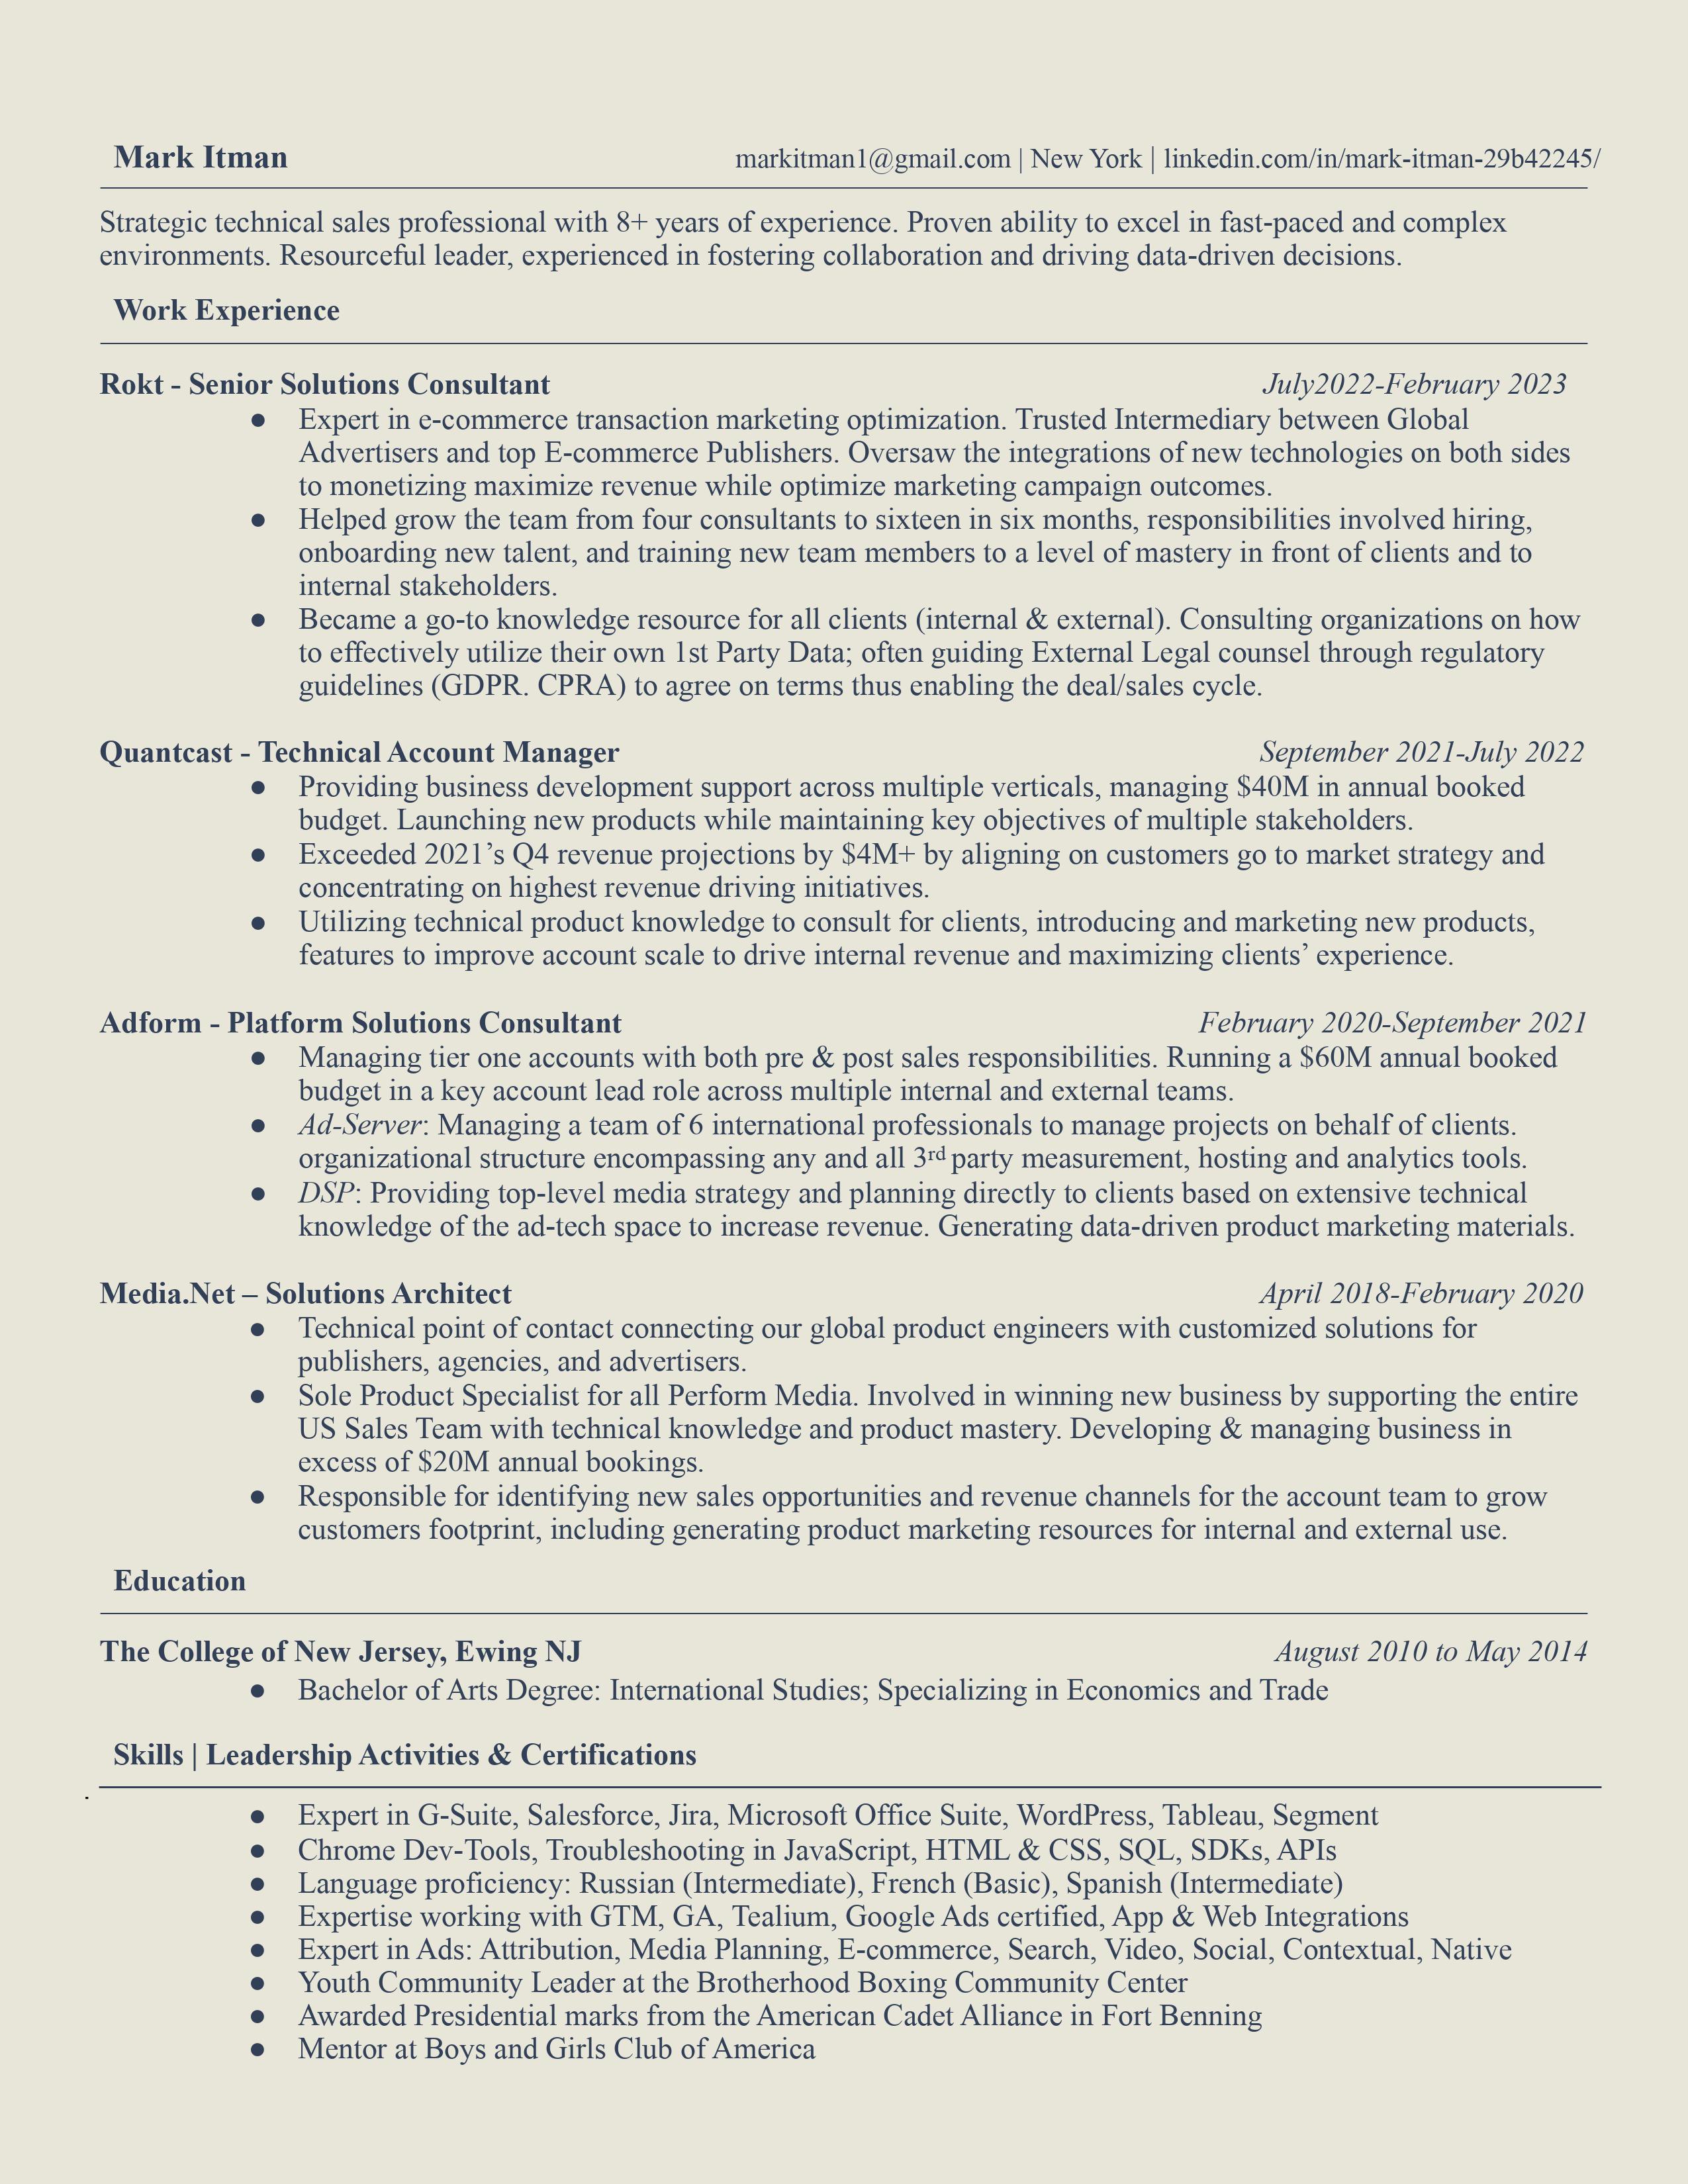 Mark Itman markitman1@gmail.com | New York | linkedin.com/in/mark-itman-29b42245/
Strategic technical sales professional with 8+ years of experience. Proven ability to excel in fast-paced and complex
environments. Resourceful leader, experienced in fostering collaboration and driving data-driven decisions.
Work Experience
Rokt - Senior Solutions Consultant July2022-February 2023
● Expert in e-commerce transaction marketing optimization. Trusted Intermediary between Global
Advertisers and top E-commerce Publishers. Oversaw the integrations of new technologies on both sides
to monetizing maximize revenue while optimize marketing campaign outcomes.
● Helped grow the team from four consultants to sixteen in six months, responsibilities involved hiring,
onboarding new talent, and training new team members to a level of mastery in front of clients and to
internal stakeholders.
● Became a go-to knowledge resource for all clients (internal & external). Consulting organizations on how
to effectively utilize their own 1st Party Data; often guiding External Legal counsel through regulatory
guidelines (GDPR. CPRA) to agree on terms thus enabling the deal/sales cycle.
Quantcast - Technical Account Manager September 2021-July 2022
● Providing business development support across multiple verticals, managing $40M in annual booked
budget. Launching new products while maintaining key objectives of multiple stakeholders.
● Exceeded 2021’s Q4 revenue projections by $4M+ by aligning on customers go to market strategy and
concentrating on highest revenue driving initiatives.
● Utilizing technical product knowledge to consult for clients, introducing and marketing new products,
features to improve account scale to drive internal revenue and maximizing clients’ experience.
Adform - Platform Solutions Consultant February 2020-September 2021
● Managing tier one accounts with both pre & post sales responsibilities. Running a $60M annual booked
budget in a key account lead role across multiple internal and external teams.
● Ad-Server: Managing a team of 6 international professionals to manage projects on behalf of clients.
organizational structure encompassing any and all 3rd party measurement, hosting and analytics tools.
● DSP: Providing top-level media strategy and planning directly to clients based on extensive technical
knowledge of the ad-tech space to increase revenue. Generating data-driven product marketing materials.
Media.Net – Solutions Architect April 2018-February 2020
● Technical point of contact connecting our global product engineers with customized solutions for
publishers, agencies, and advertisers.
● Sole Product Specialist for all Perform Media. Involved in winning new business by supporting the entire
US Sales Team with technical knowledge and product mastery. Developing & managing business in
excess of $20M annual bookings.
● Responsible for identifying new sales opportunities and revenue channels for the account team to grow
customers footprint, including generating product marketing resources for internal and external use.
Education
The College of New Jersey, Ewing NJ August 2010 to May 2014
● Bachelor of Arts Degree: International Studies; Specializing in Economics and Trade
Skills | Leadership Activities & Certifications
● Expert in G-Suite, Salesforce, Jira, Microsoft Office Suite, WordPress, Tableau, Segment
● Chrome Dev-Tools, Troubleshooting in JavaScript, HTML & CSS, SQL, SDKs, APIs
● Language proficiency: Russian (Intermediate), French (Basic), Spanish (Intermediate)
● Expertise working with GTM, GA, Tealium, Google Ads certified, App & Web Integrations
● Expert in Ads: Attribution, Media Planning, E-commerce, Search, Video, Social, Contextual, Native
● Youth Community Leader at the Brotherhood Boxing Community Center
● Awarded Presidential marks from the American Cadet Alliance in Fort Benning
● Mentor at Boys and Girls Club of America